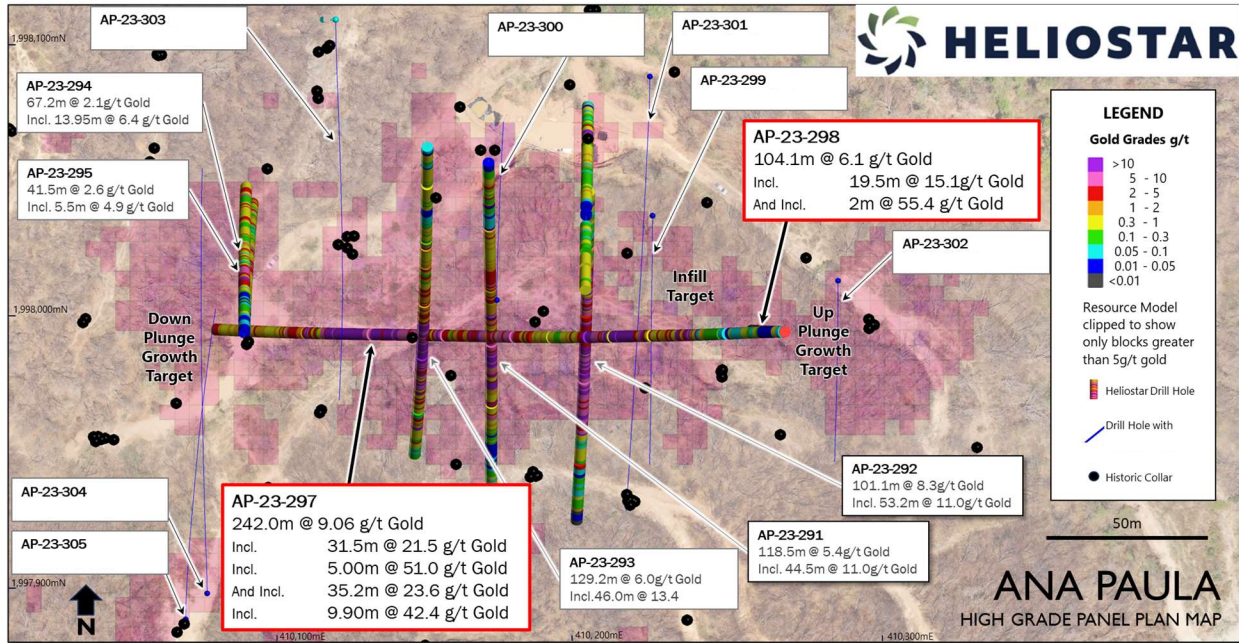 1,998,100mN
AP-23-303
AP-23-300
AP-23-301
HELIOSTAR
AP-23-294
67.2m @ 2.1g/t Gold
Incl. 13.95m @ 6.4 g/t Gold
AP-23-299
AP-23-295
41.5m @ 2.6 g/t Gold
Incl. 5.5m @ 4.9 g/t Gold
AP-23-298
104.1m @ 6.1 g/t Gold
Incl. 19.5m @ 15.1g/t Gold
And Incl. 2m @ 55.4 g/t Gold
AP-23-302
LEGEND
Gold Grades g/t
>10
5 - 10
2 - 5
1 - 2
0.3 - 1
0.1 - 0.3
0.05 - 0.1
0.01 - 0.05
<0.01
Resource Model
clipped to show
only blocks greater
than 5g/t gold
Heliostar Drill Hole
Drill Hole with
Historic Collar
1,998,000mN
Down
Plunge
Growth
Target
Infill
Target
Up
Plunge
Growth
Target
AP-23-304
AP-23-305
AP-23-297
242.0m @ 9.06 g/t Gold
Incl. 31.5m @ 21.5 g/t Gold
Incl. 5.00m @ 51.0 g/t Gold
And Incl. 35.2m @ 23.6 g/t Gold
Incl. 9.90m @ 42.4 g/t Gold
AP-23-293
129.2m @ 6.0g/t Gold
Incl.46.0m @ 13.4
AP-23-291
118.5m @ 5.4g/t Gold
Incl. 44.5m @ 11.0g/t Gold
AP-23-292
101.1m @ 8.3g/t Gold
Incl. 53.2m @ 11.0g/t Gold
50m
1,997,900mN
N
410,100mE
410,200mE
410,300mE
ANA PAULA
HIGH GRADE PANEL PLAN MAP